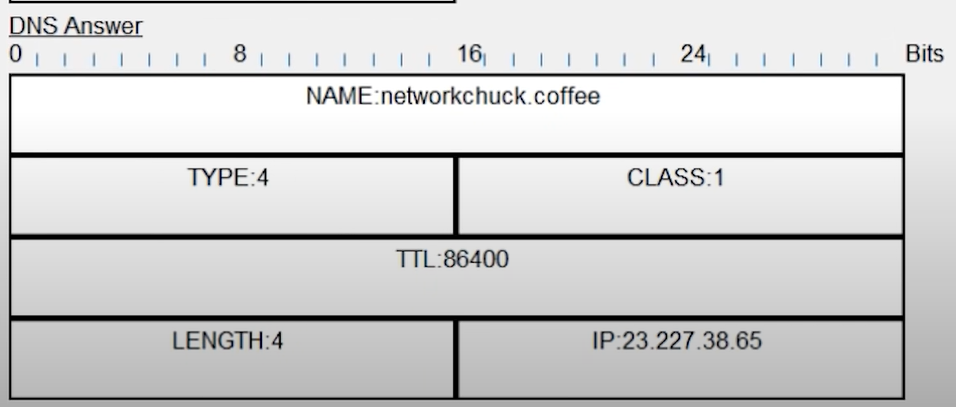 DNS Answer
0 8 16 24 Bits
NAME:networkchuck.coffee
TYPE:4 CLASS:1
TTL:86400
LENGTH:4 IP:23.227.38.65